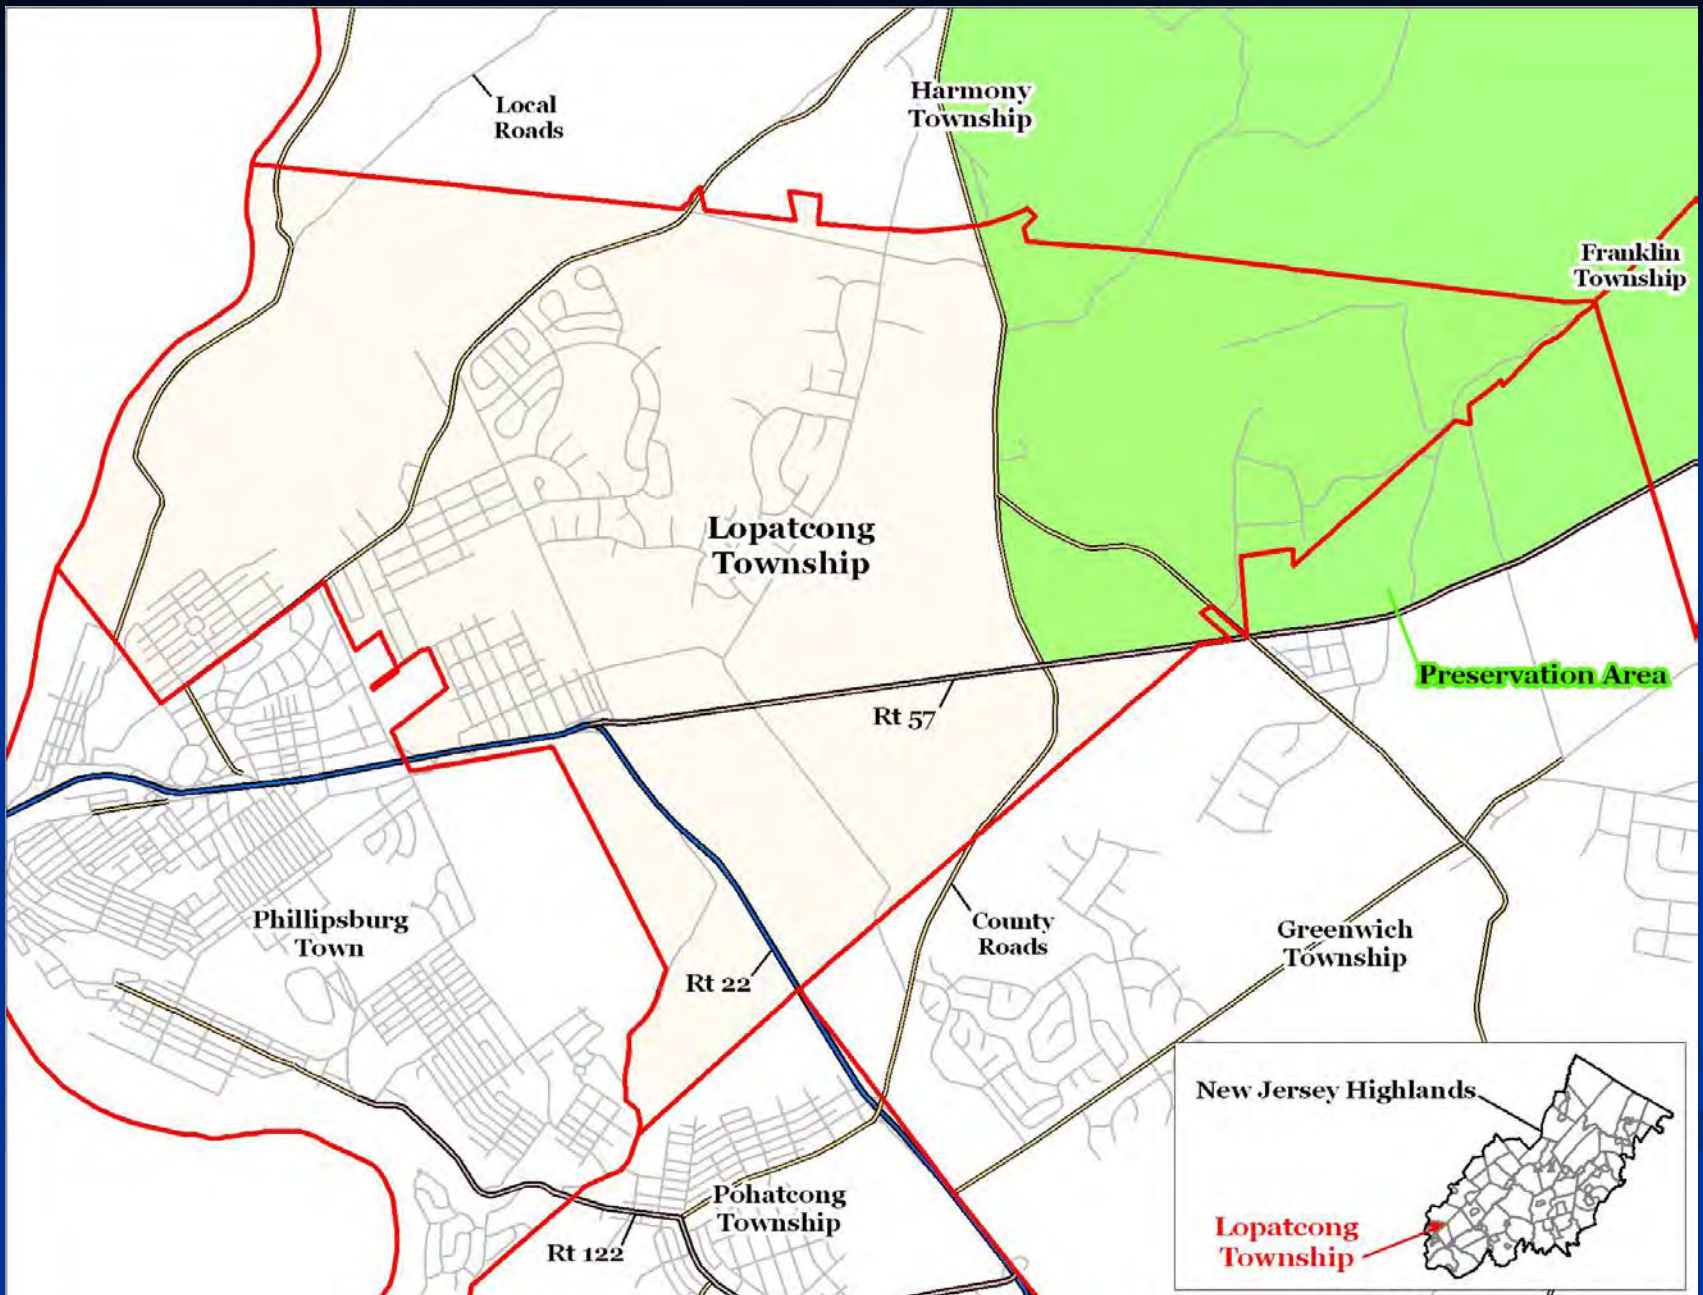 Local
Roads
Harmony
Township
Franklin
Township
Lopatcong
Township
Preservation Area
Rt 57
Phillipsburg
Town
County
Roads
Greenwich
Township
Rt 22
New Jersey Highlands
Pohatcong
Township
Lopatcong
Township
Rt 122